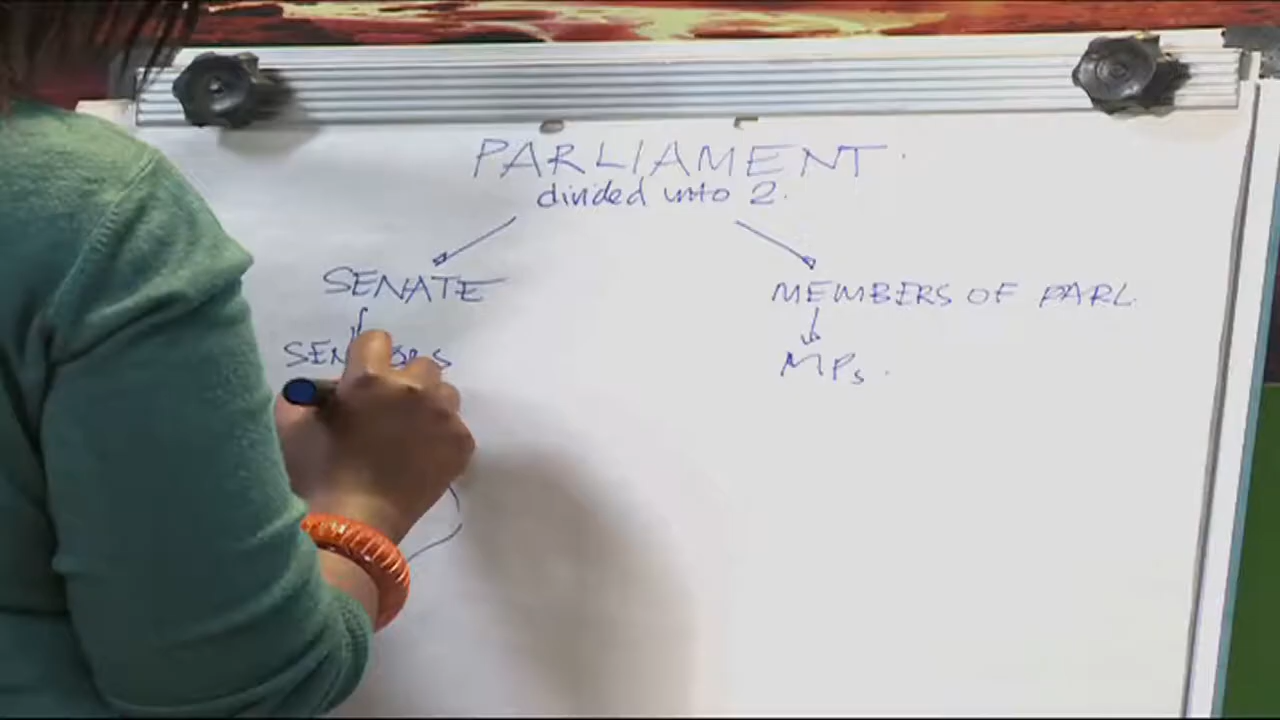 PARLIAMENT.
divided into 2.
SENATE
MEMBERS OF PARL.
MPs.